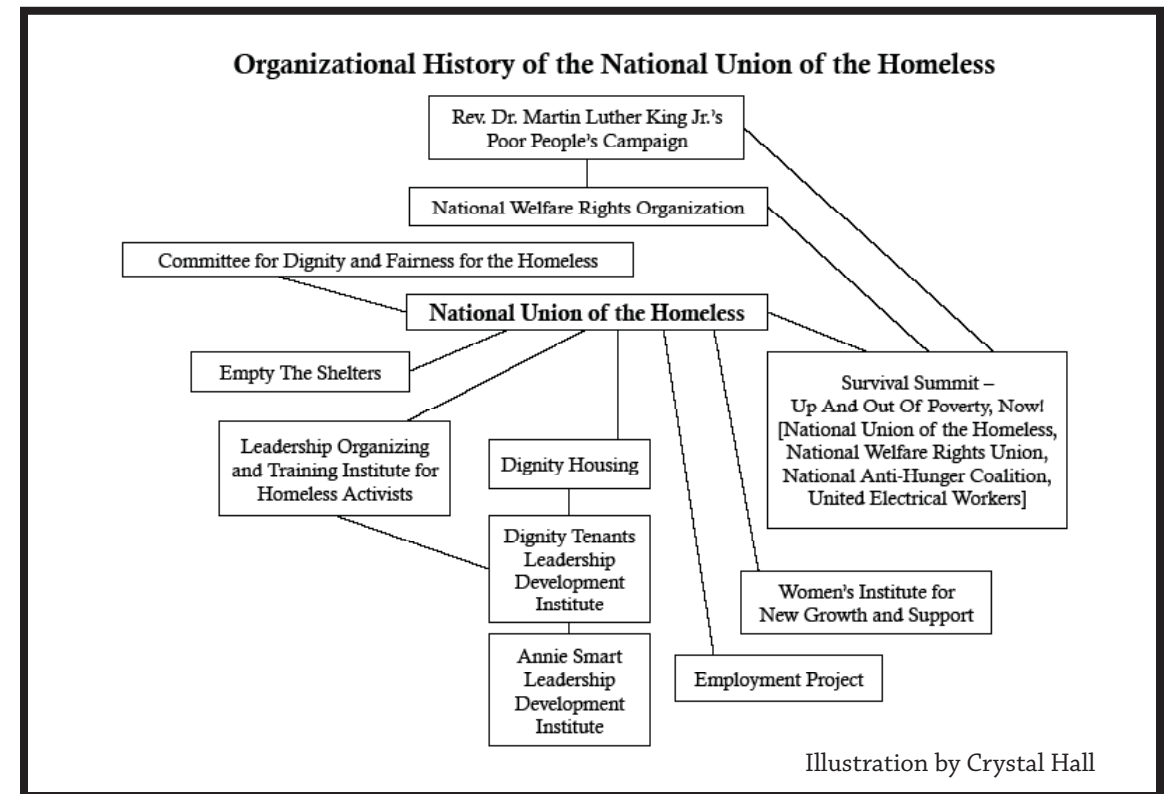 Organizational History of the National Union of the Homeless
Rev. Dr. Martin Luther King Jr.'s
Poor People's Campaign
National Welfare Rights Organization
Committee for Dignity and Fairness for the Homeless
National Union of the Homeless
Empty The Shelters
Survival Summit –
Up And Out Of Poverty, Now!
[National Union of the Homeless,
National Welfare Rights Union,
National Anti-Hunger Coalition,
United Electrical Workers]
Leadership Organizing
and Training Institute for
Homeless Activists
Dignity Housing
Dignity Tenants
Leadership
Development
Institute
Women's Institute for
New Growth and Support
Annie Smart
Leadership
Development
Institute
Employment Project
Illustration by Crystal Hall